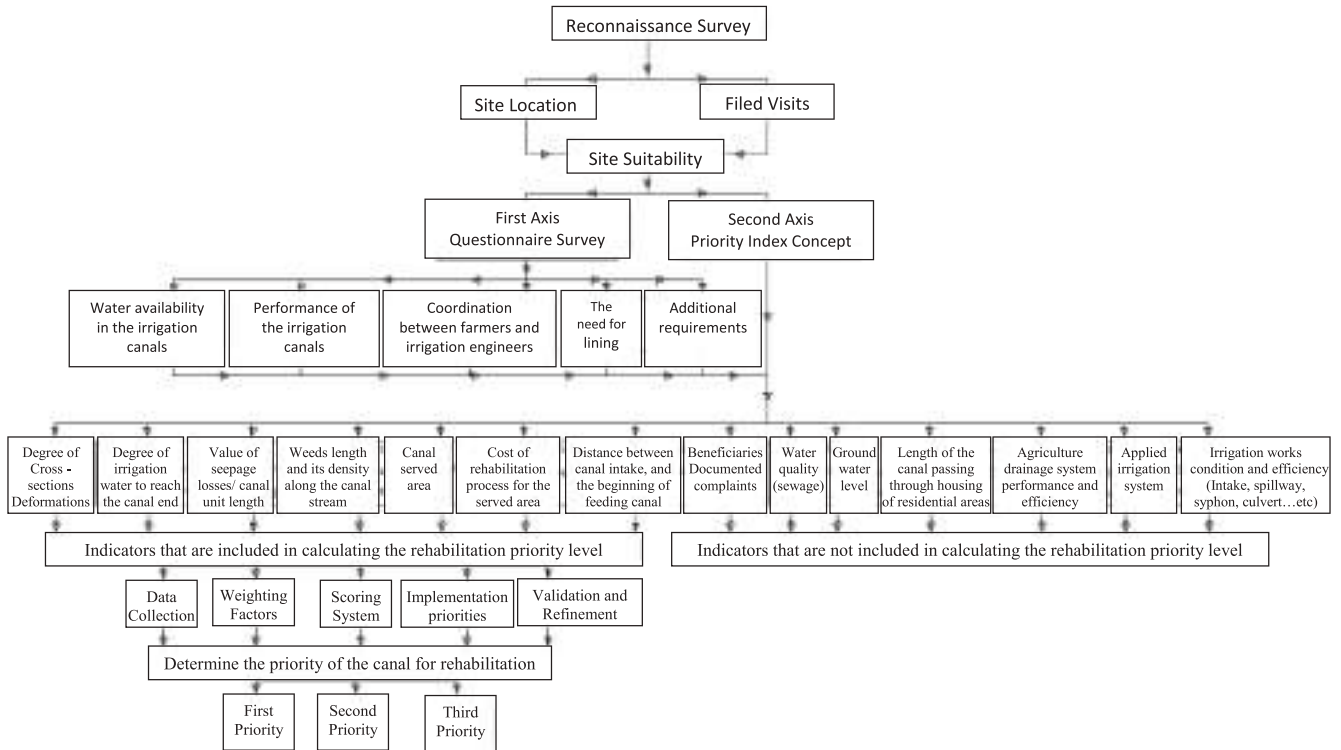 Reconnaissance Survey
Site Location
Filed Visits
Site Suitability
First Axis
Questionnaire Survey
Second Axis
Priority Index Concept
Water availability
in the irrigation
canals
Performance of
the irrigation
canals
Coordination
between farmers and
irrigation engineers
The
need for
lining
Additional
requirements
Degree of
Cross -
sections
Deformations
Degree of
irrigation
water to reach
the canal end
Value of
seepage
losses/ canal
unit length
Weeds length
and its density
along the canal
stream
Canal
served
area
Cost of
rehabilitation
process for the
served area
Distance between
canal intake, and
the beginning of
feeding canal
Beneficiaries
Documented
complaints
Water
quality
(sewage)
Ground
water
level
Length of the
canal passing
through housing
of residential areas
Agriculture
drainage system
performance and
efficiency
Applied
irrigation
system
Irrigation works
condition and efficiency
(Intake, spillway,
syphon, culvert…etc)
Indicators that are included in calculating the rehabilitation priority level
Indicators that are not included in calculating the rehabilitation priority level
Data
Collection
Weighting
Factors
Scoring
System
Implementation
priorities
Validation and
Refinement
Determine the priority of the canal for rehabilitation
First
Priority
Second
Priority
Third
Priority